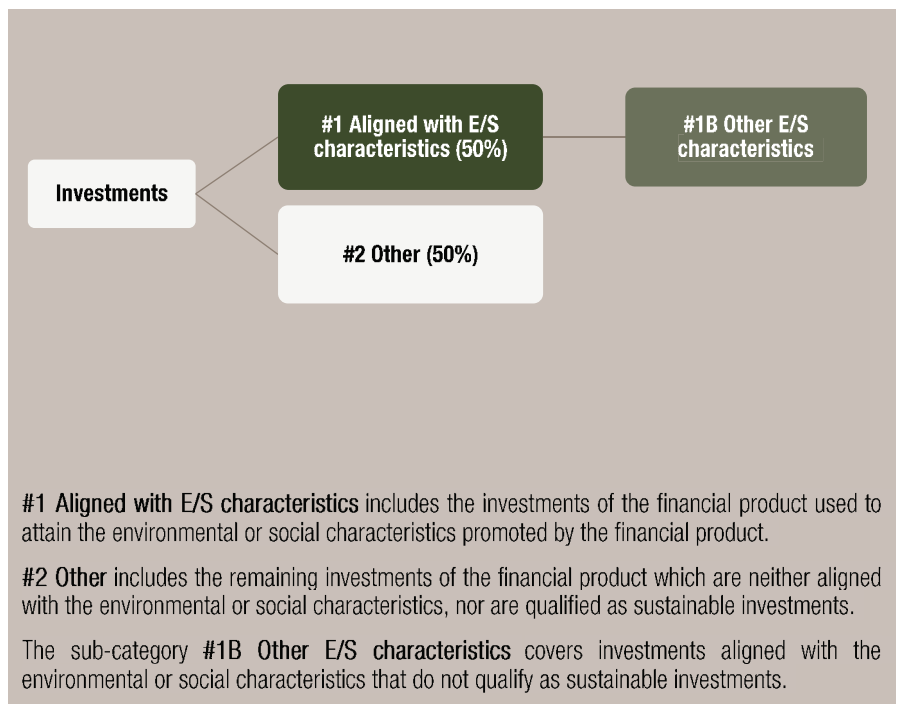 #1 Aligned with E/S
characteristics (50%)
#1B Other E/S
characteristics
Investments
#2 Other (50%)
#1 Aligned with E/S characteristics includes the investments of the financial product used to
attain the environmental or social characteristics promoted by the financial product.
#2 Other includes the remaining investments of the financial product which are neither aligned
with the environmental or social characteristics, nor are qualified as sustainable investments.
The sub-category #1B Other E/S characteristics covers investments aligned with the
environmental or social characteristics that do not qualify as sustainable investments.